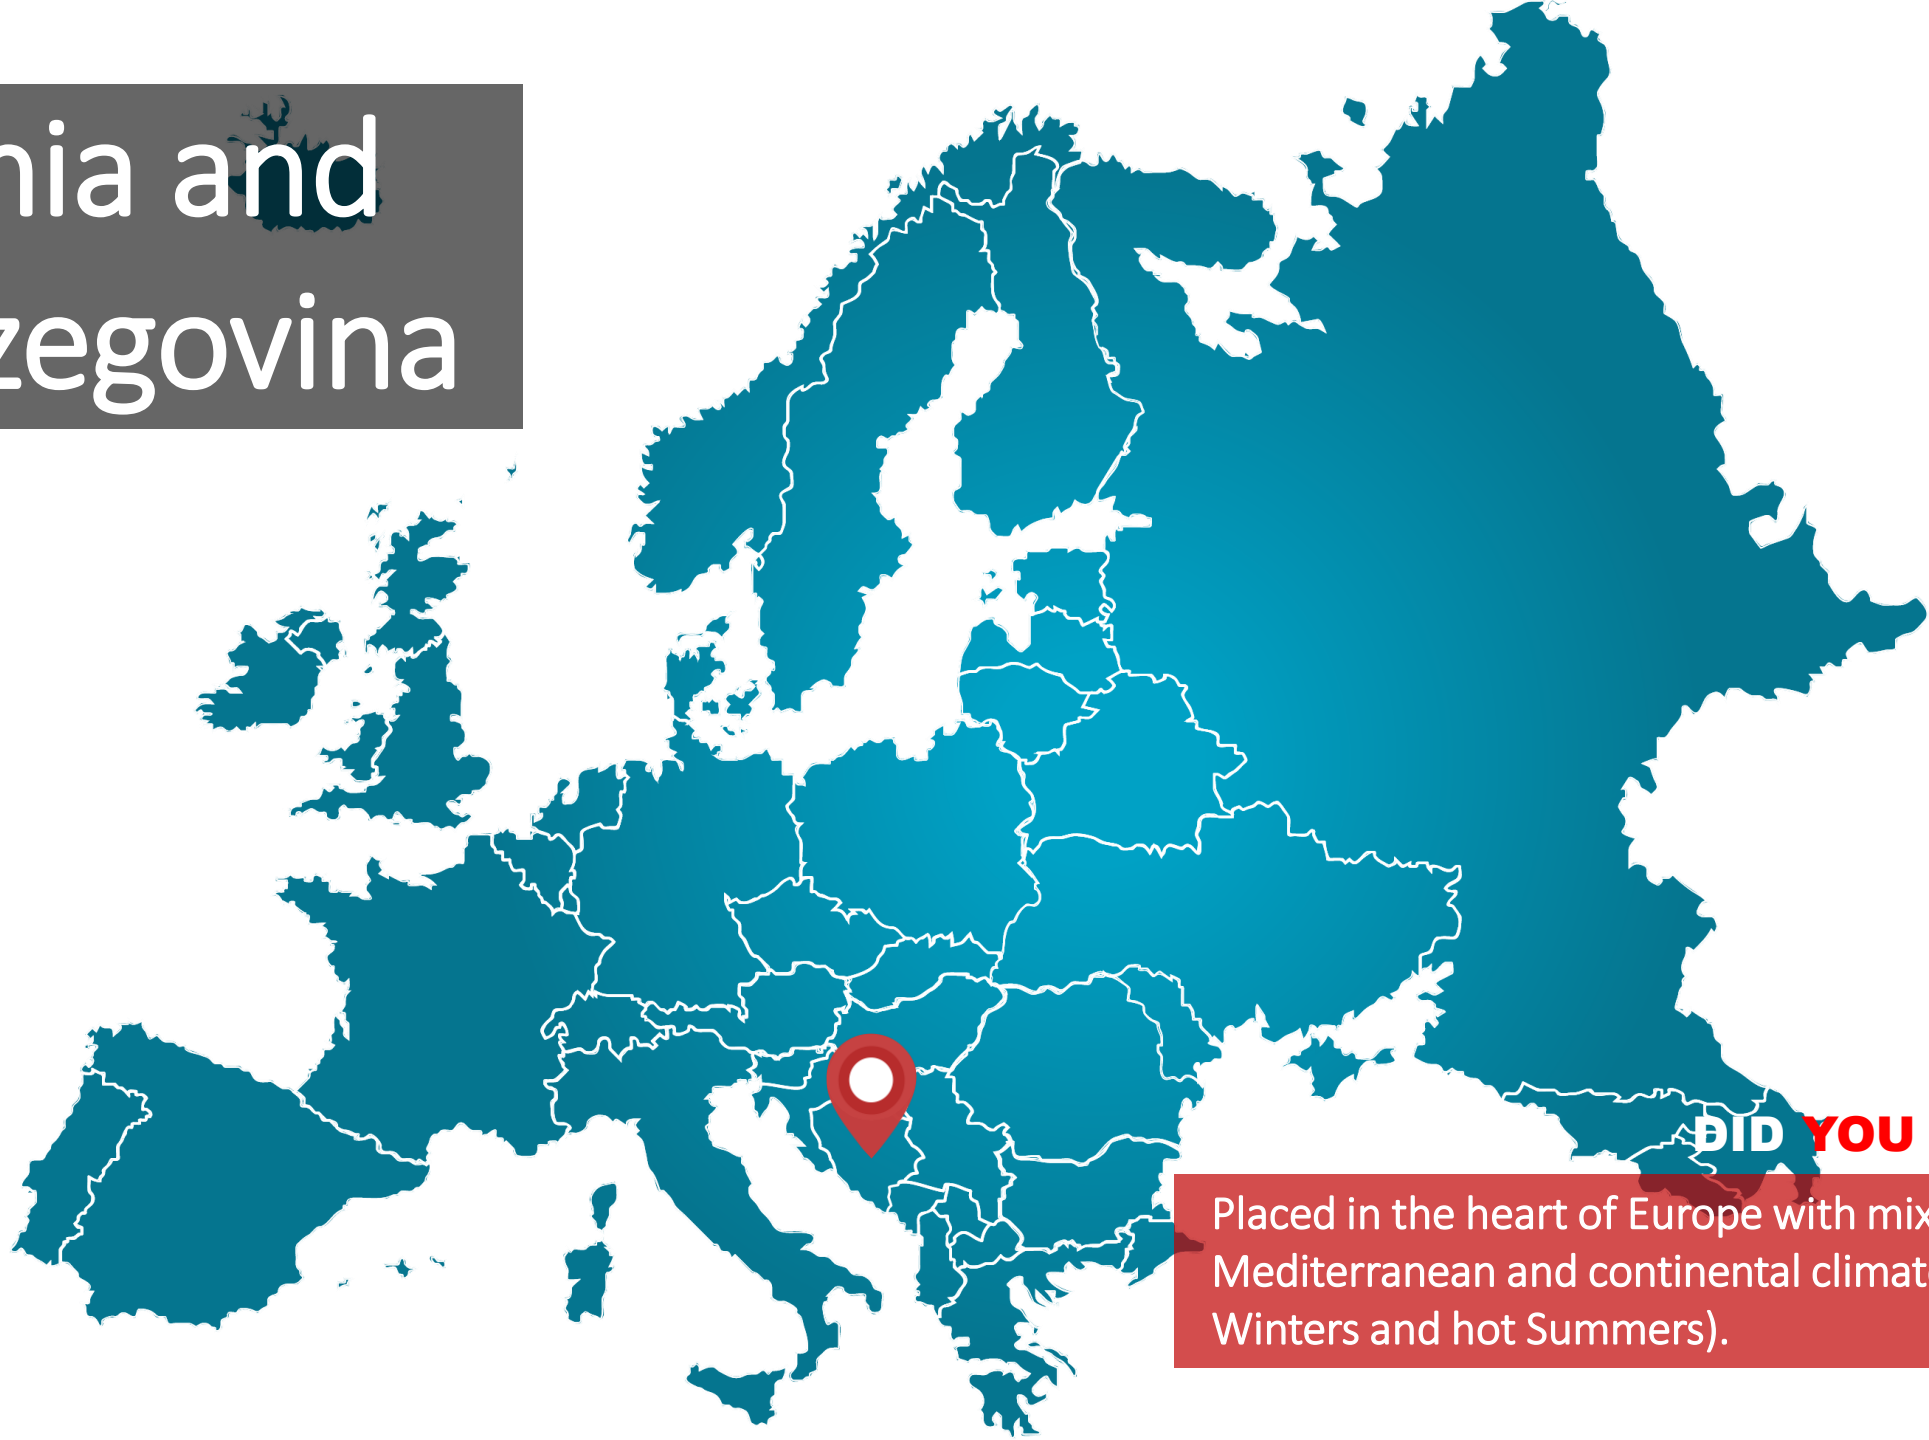 nia and
zegovina
DID YOU
Placed in the heart of Europe with mix
Mediterranean and continental climat
Winters and hot Summers).